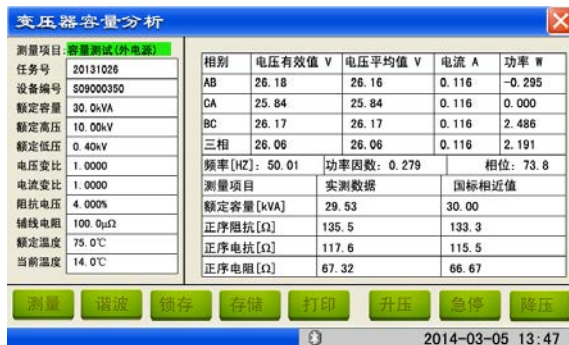 变压器容量分析
测量项目:容量测试(外电源)
任务号 20131026
设备编号 S09000350
额定容量 30.0kVA
额定高压 10.00kV
额定低压 0.40kV
电压变比 1.0000
电流变比 1.0000
阻抗电压 4.000%
辅线电阻 100.0μΩ
额定温度 75.0℃
当前温度 14.0℃
相别 电压有效值 V 电压平均值 V 电流 A 功率 W
AB 26.18 26.16 0.116 -0.295
CA 25.84 25.84 0.116 0.000
BC 26.17 26.17 0.116 2.486
三相 26.06 26.06 0.116 2.191
频率[HZ]: 50.01 功率因数: 0.279 相位: 73.8
测量项目 实测数据 国标相近值
额定容量[kVA] 29.53 30.00
正序阻抗[Ω] 135.5 133.3
正序电抗[Ω] 117.6 115.5
正序电阻[Ω] 67.32 66.67
测量 谐波 锁存 存储 打印 升压 急停 降压
2014-03-05 13:47